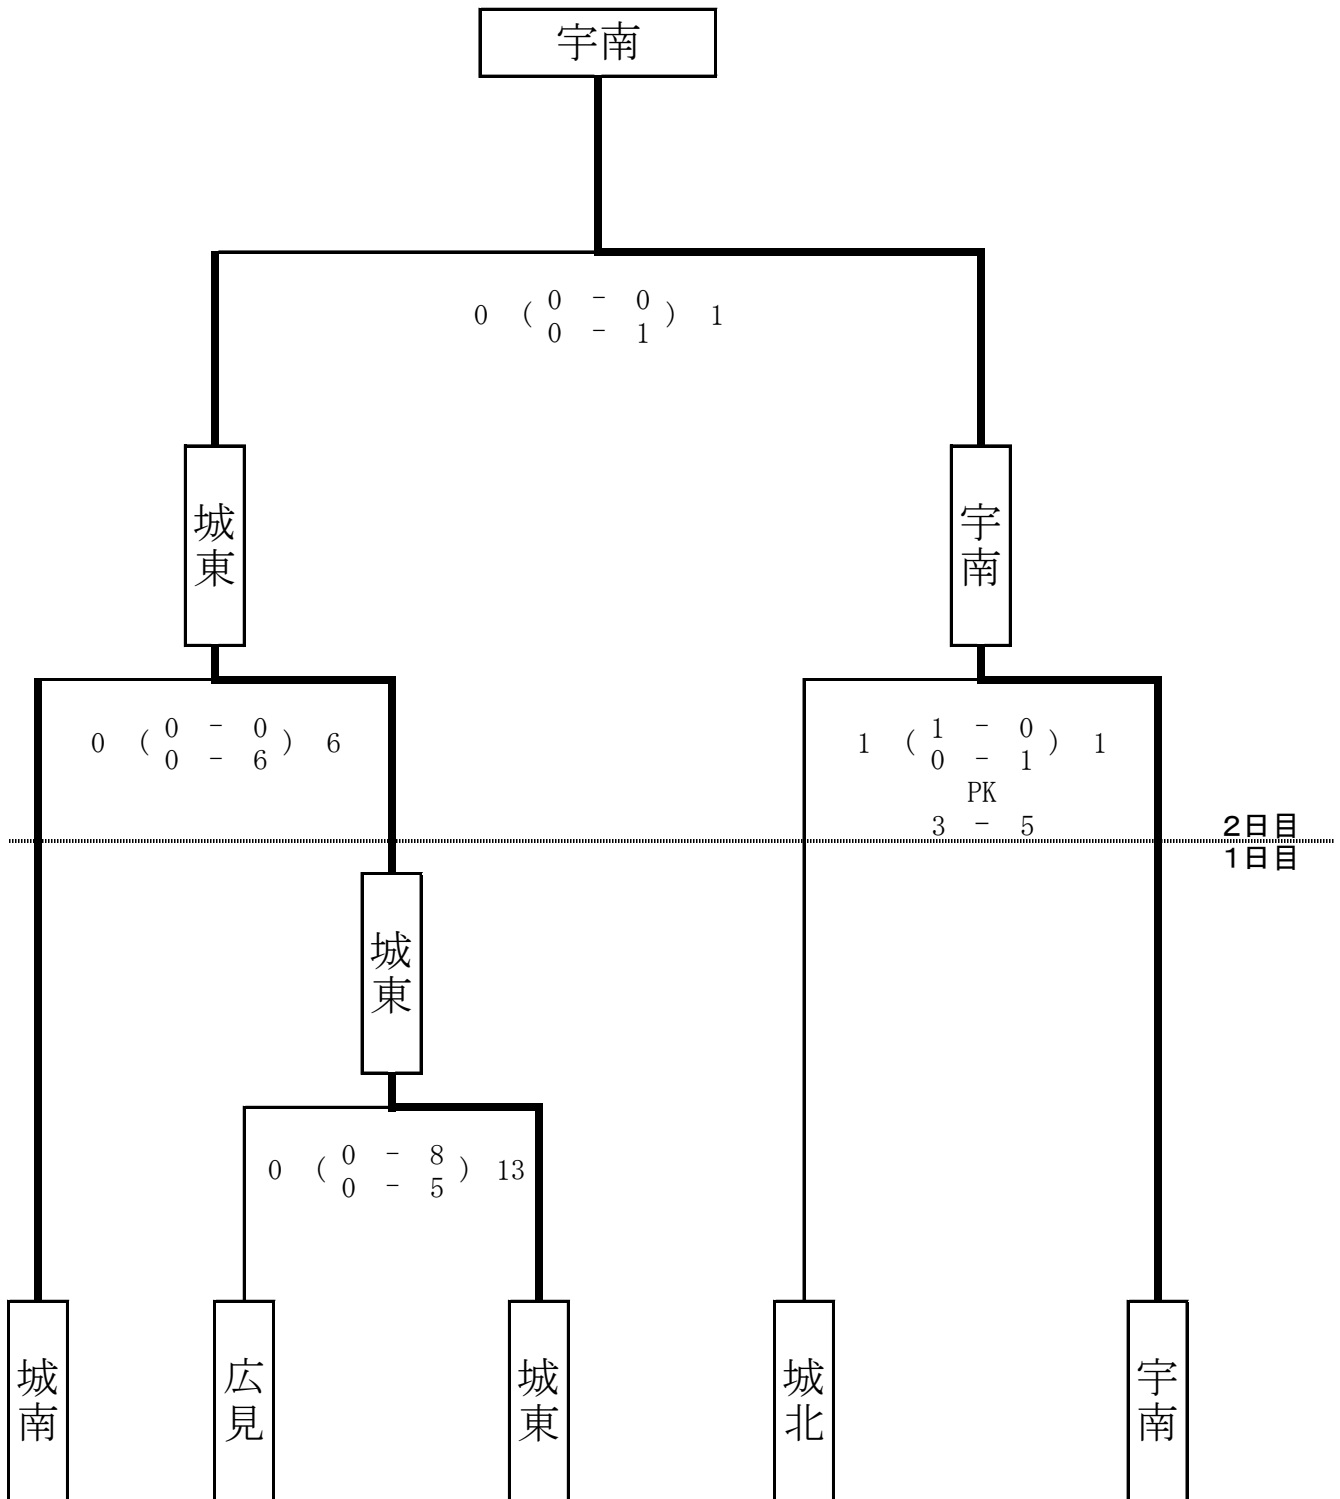 宇南
0 - 0
0 ( ) 1
0 - 1
城東
宇南
0 - 0
0 ( ) 6
0 - 6
1 - 0
1 ( ) 1
0 - 1
PK
3 - 5
2日目
1日目
城東
0 - 8
0 ( ) 13
0 - 5
城南
広見
城東
城北
宇南